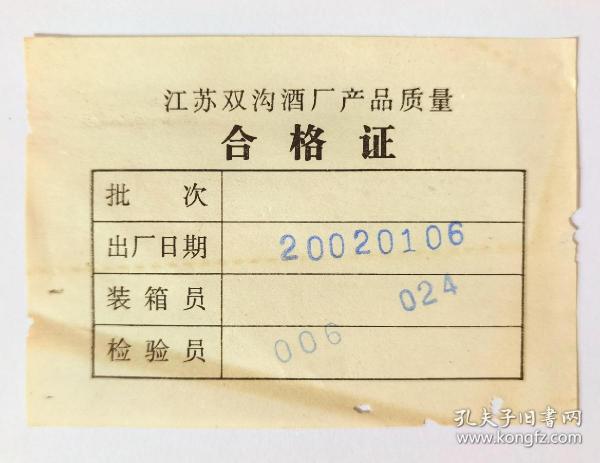 江苏双沟酒厂产品质量
合格证
批次
出厂日期 20020106
装箱员 024
检验员 006
孔夫子旧书网
www.kongfz.com